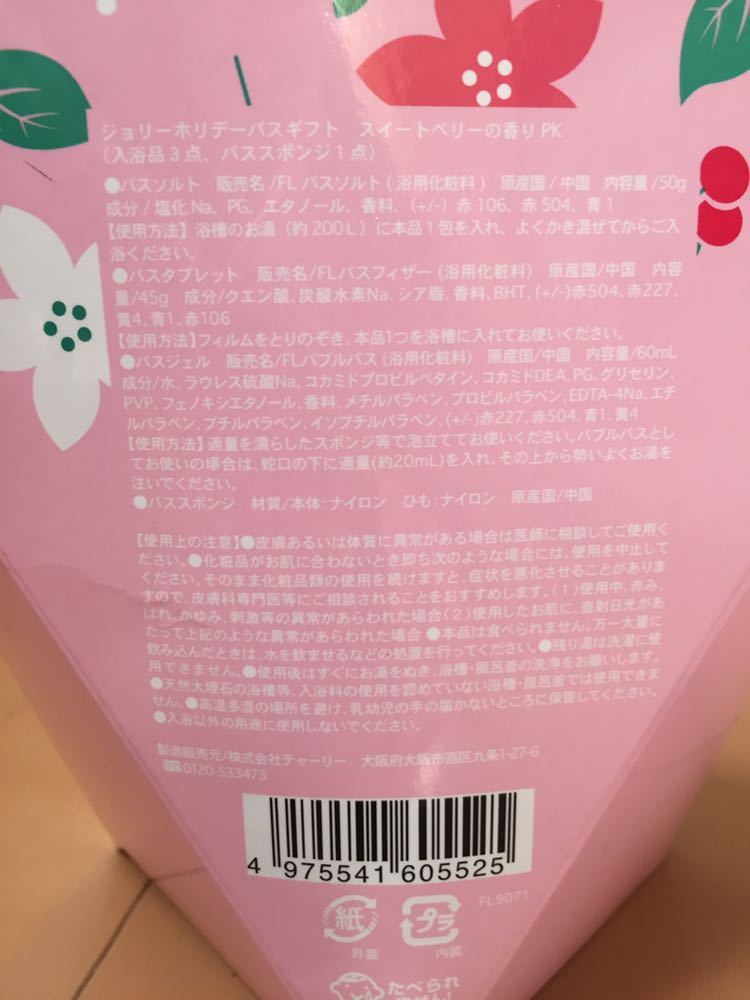 ジョリーホリデーバスギフト スイートベリーの香りPK
(入浴品3点、バススポンジ1点)
●バスソルト 販売名/FLバスソルト(浴用化粧料) 原産国/中国 内容量/50g
成分/塩化Na、PG、エタノール、香料、(+/-)赤106、赤504、青1
【使用方法】浴槽のお湯(約200L)に本品1包を入れ、よくかき混ぜてからご入
浴ください。
●バスタブレット 販売名/FLバスフィザー(浴用化粧料) 原産国/中国 内容
量/45g 成分/クエン酸、炭酸水素Na、シア脂、香料、BHT、(+/-)赤504、赤227、
黄4、青1、赤106
【使用方法】フィルムをとりのぞき、本品1つを浴槽に入れてお使いください。
●バスジェル 販売名/FLバブルバス(浴用化粧料) 原産国/中国 内容量/60mL
成分/水、ラウレス硫酸Na、コカミドプロピルベタイン、コカミドDEA、PG、グリセリン、
PVP、フェノキシエタノール、香料、メチルパラベン、プロピルパラベン、EDTA-4Na、エチ
ルパラベン、ブチルパラベン、イソブチルパラベン、(+/-)赤227、赤504、青1、黄4
【使用方法】適量を濡らしたスポンジ等で泡立ててお使いください。バブルバスとし
てお使いの場合は、蛇口の下に適量(約20mL)を入れ、その上から勢いよくお湯を
注いでください。
●バススポンジ 材質/本体:ナイロン ひも:ナイロン 原産国/中国
【使用上の注意】●皮膚あるいは体質に異常がある場合は医師に相談してご使用く
ださい。●化粧品がお肌に合わないとき即ち次のような場合には、使用を中止して
ください。そのまま化粧品類の使用を続けますと、症状を悪化させることがありま
すので、皮膚科専門医等にご相談されることをおすすめします。(1)使用中、赤み、
はれ、かゆみ、刺激等の異常があらわれた場合(2)使用したお肌に、直射日光があ
たって上記のような異常があらわれた場合●本品は食べられません。万一大量に
飲み込んだときは、水を飲ませるなどの処置を行ってください。●残り湯は洗濯に使
用できません。●使用後はすぐにお湯をぬき、浴槽・風呂釜の洗浄をお願いします。
●天然大理石の浴槽等、入浴料の使用を認めていない浴槽・風呂釜では使用できま
せん。●高温多湿の場所を避け、乳幼児の手の届かないところに保管してください。
●入浴以外の用途に使用しないでください。
製造販売元/株式会社チャーリー 大阪府大阪市西区九条1-27-6
0120-533473
4 975541 605525
FL9071
紙 プラ
外装 内装
たべられ
ません!